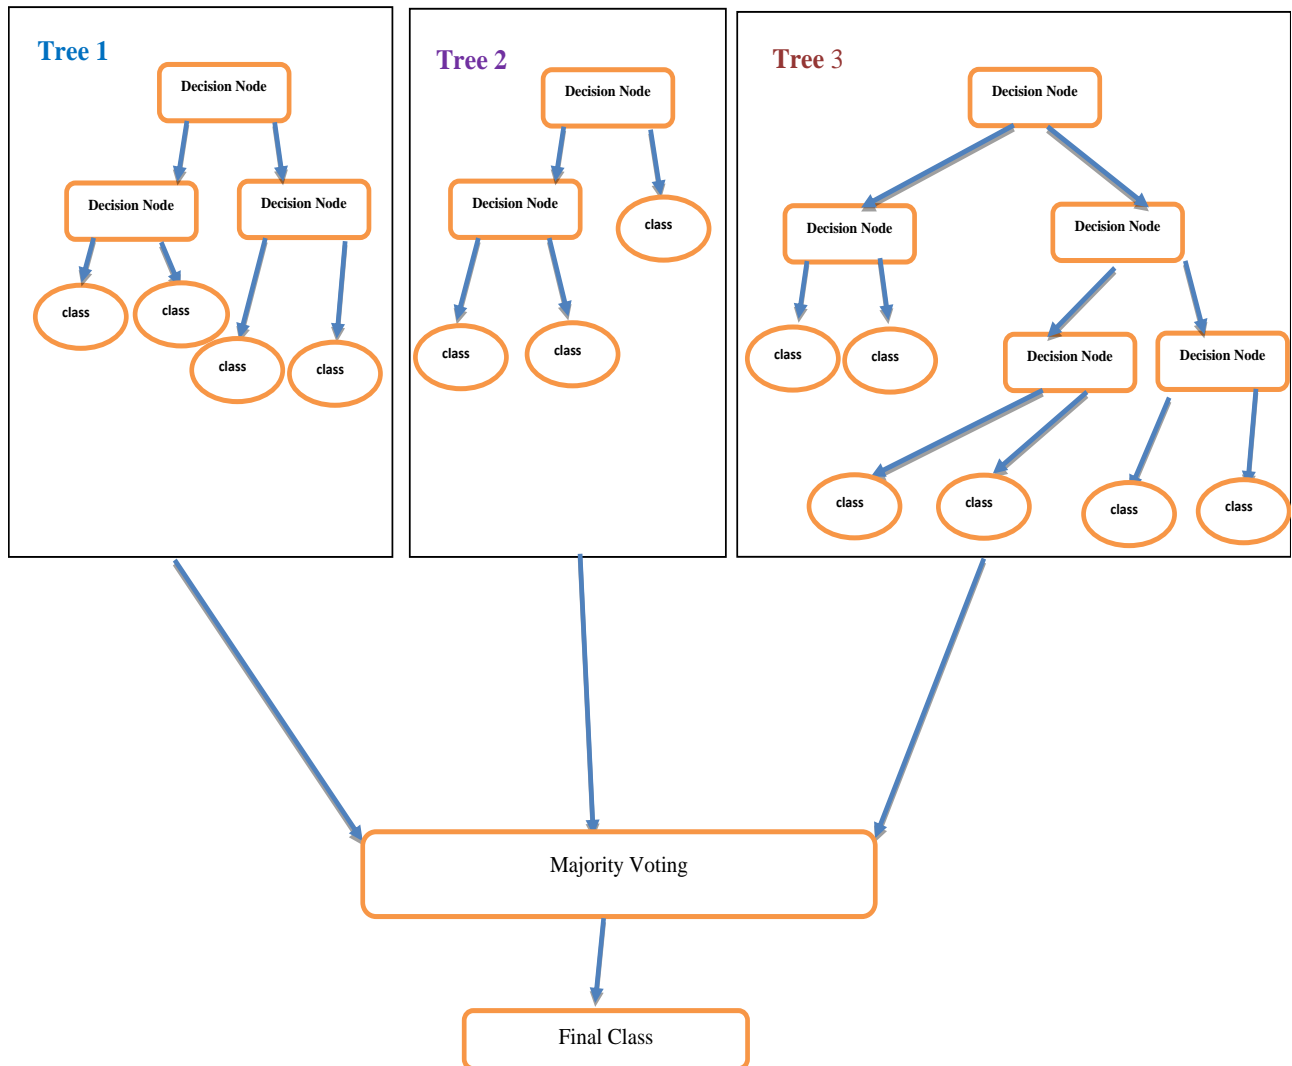 Tree 1
Decision Node
Decision Node
Decision Node
class
class
class
class
Tree 2
Decision Node
Decision Node
class
class
class
Tree 3
Decision Node
Decision Node
Decision Node
class
class
Decision Node
Decision Node
class
class
class
class
Majority Voting
Final Class